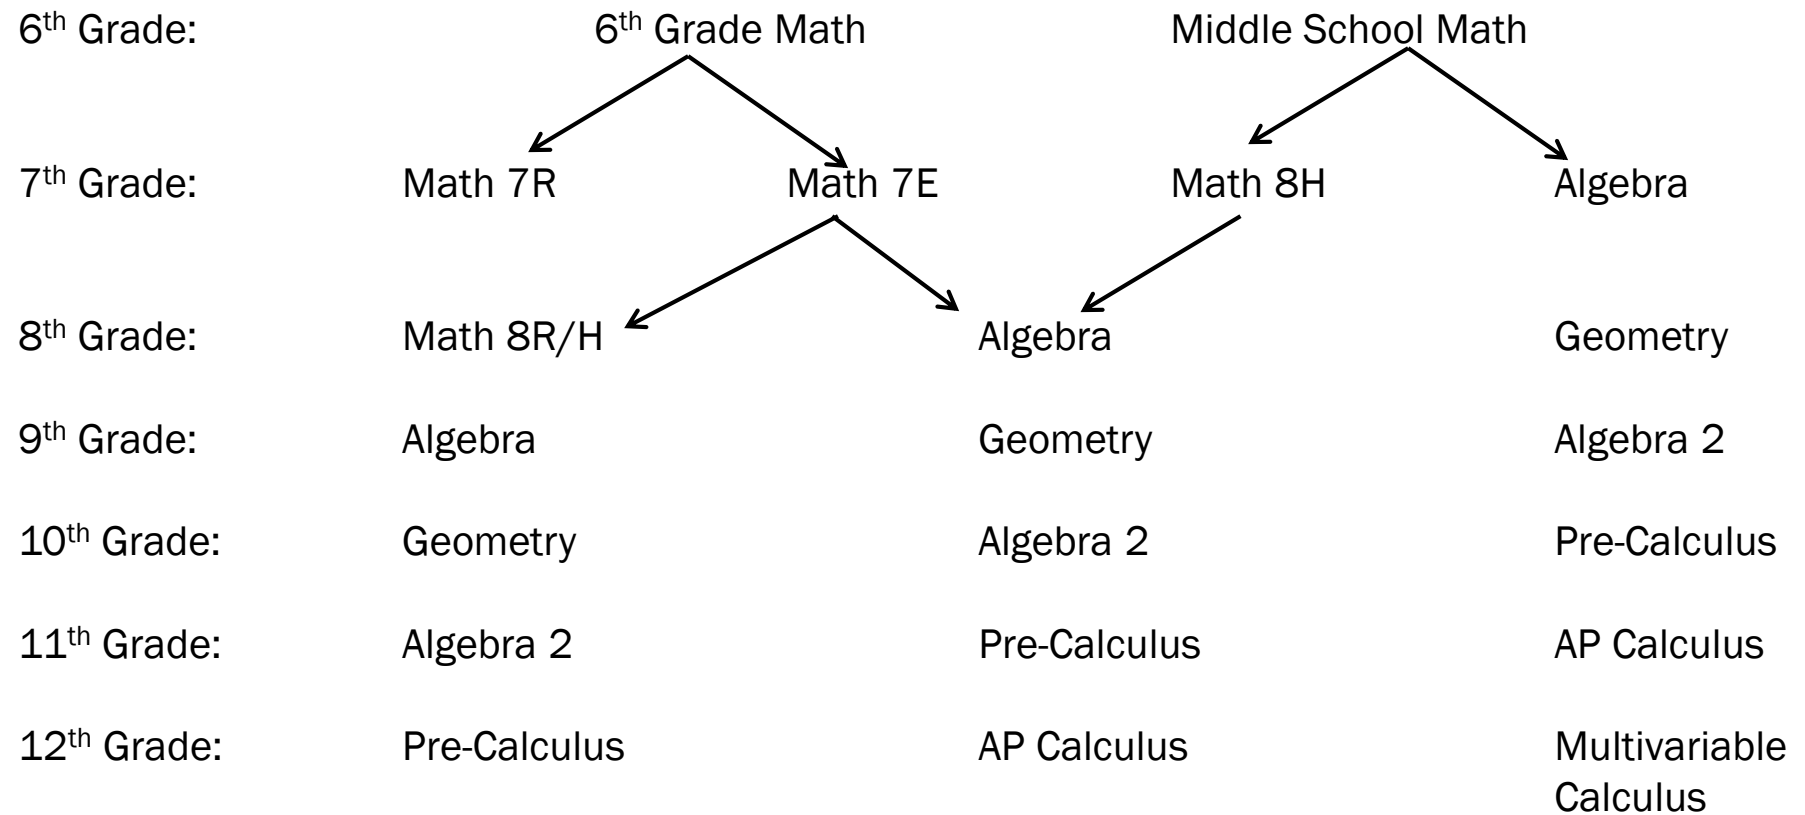 6th Grade: 6th Grade Math Middle School Math
7th Grade: Math 7R Math 7E Math 8H Algebra
8th Grade: Math 8R/H Algebra Geometry
9th Grade: Algebra Geometry Algebra 2
10th Grade: Geometry Algebra 2 Pre-Calculus
11th Grade: Algebra 2 Pre-Calculus AP Calculus
12th Grade: Pre-Calculus AP Calculus Multivariable
Calculus